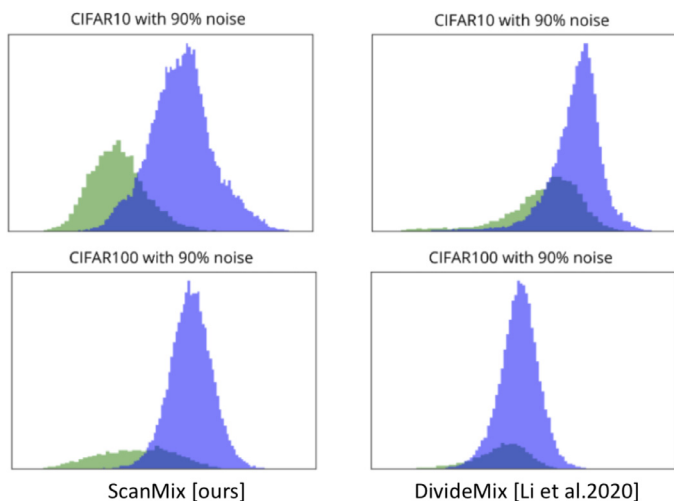 CIFAR10 with 90% noise
CIFAR10 with 90% noise
CIFAR100 with 90% noise
CIFAR100 with 90% noise
ScanMix [ours]
DivideMix [Li et al.2020]